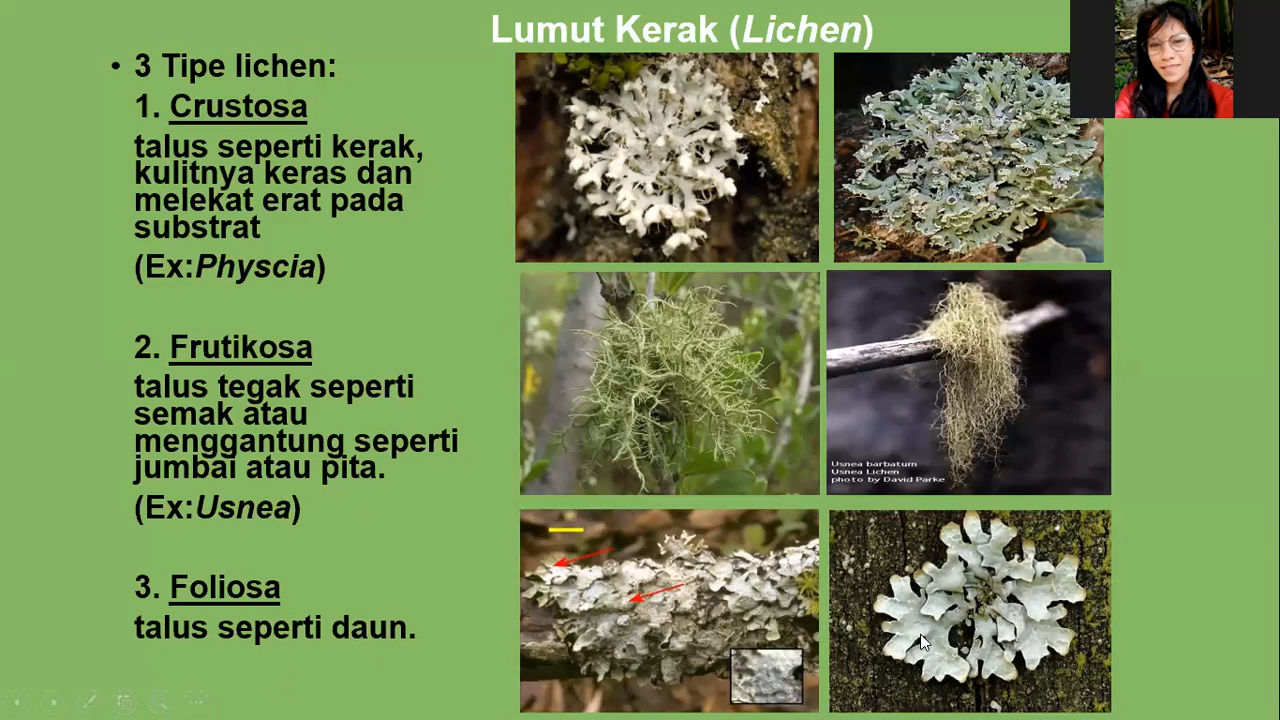 Lumut Kerak (Lichen)
• 3 Tipe lichen:
1. Crustosa
talus seperti kerak,
kulitnya keras dan
melekat erat pada
substrat
(Ex:Physcia)
2. Frutikosa
talus tegak seperti
semak atau
menggantung seperti
jumbai atau pita.
(Ex:Usnea)
3. Foliosa
talus seperti daun.
Usnea barbatum
Usnea Lichen
photo by David Parke